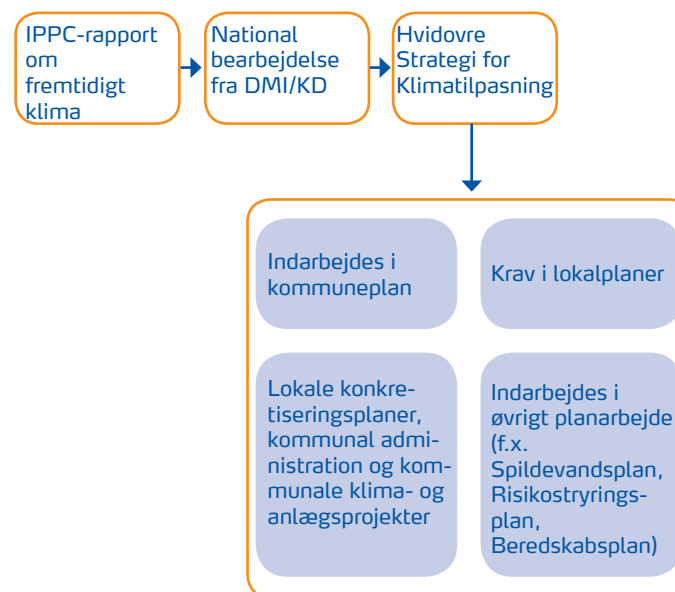 IPPC-rapport
om
fremtidigt
klima
National
bearbejdelse
fra DMI/KD
Hvidovre
Strategi for
Klimatilpasning
Indarbejdes i
kommuneplan
Krav i lokalplaner
Lokale konkre-
tiseringsplaner,
kommunal admi-
nistration og kom-
munale klima- og
anlægsprojekter
Indarbejdes i
øvrigt planarbejde
(f.x.
Spildevandsplan,
Risikostryrings-
plan,
Beredskabsplan)